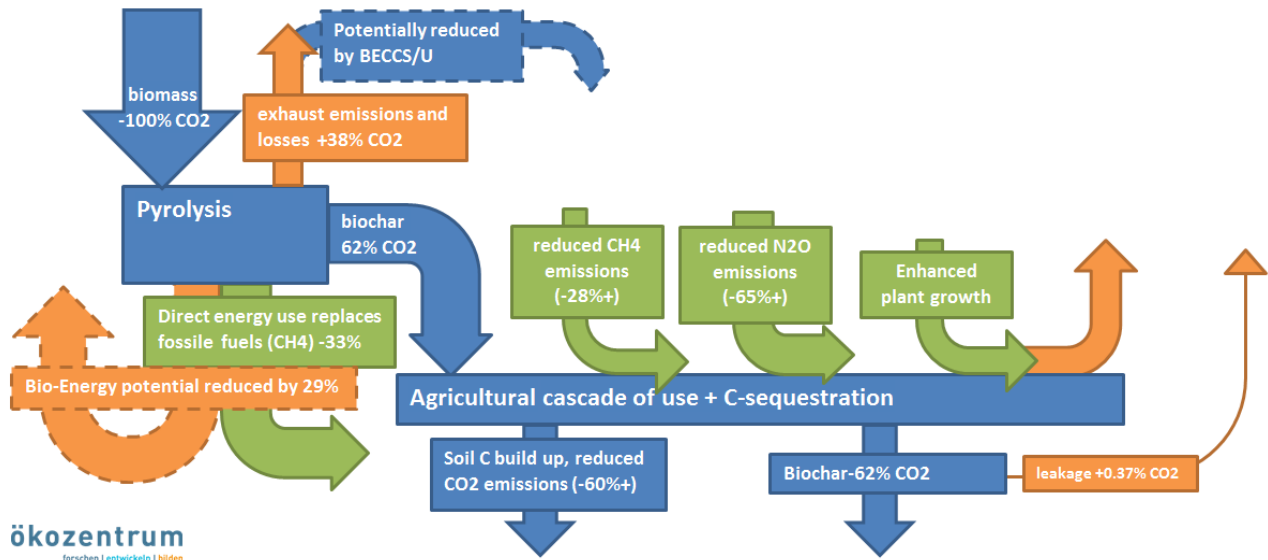 Potentially reduced
by BECCS/U
biomass
-100% CO2
exhaust emissions and
losses +38% CO2
Pyrolysis
biochar
62% CO2
reduced CH4
emissions
(-28%+)
reduced N2O
emissions
(-65%+)
Enhanced
plant growth
Direct energy use replaces
fossile fuels (CH4) -33%
Bio-Energy potential reduced by 29%
Agricultural cascade of use + C-sequestration
Soil C build up, reduced
CO2 emissions (-60%+)
Biochar-62% CO2
leakage +0.37% CO2
ökozentrum
forschen | entwickeln | bilden